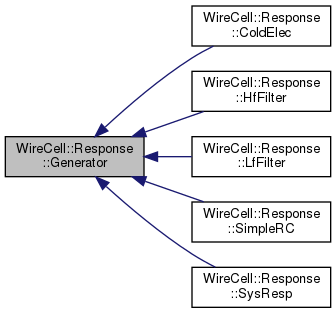 WireCell::Response
::ColdElec
WireCell::Response
::HfFilter
WireCell::Response
::Generator
WireCell::Response
::LfFilter
WireCell::Response
::SimpleRC
WireCell::Response
::SysResp